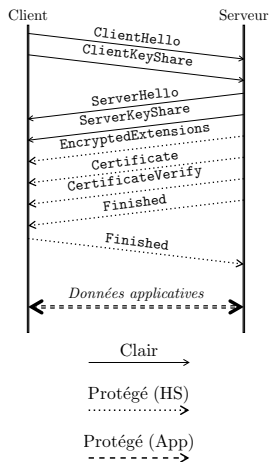 Client Serveur
ClientHello
ClientKeyShare
ServerHello
ServerKeyShare
EncryptedExtensions
Certificate
CertificateVerify
Finished
Finished
Données applicatives
Clair
Protégé (HS)
Protégé (App)